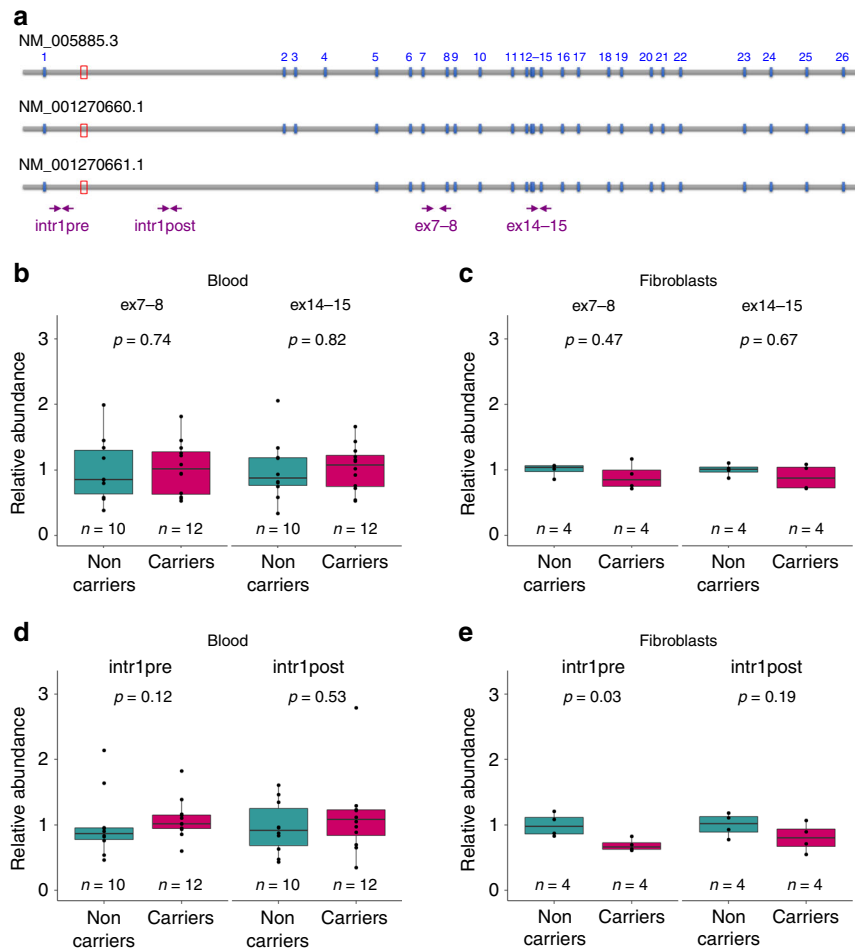 a
NM_005885.3
1 2 3 4 5 6 7 8 9 10 11 12–15 16 17 18 19 20 21 22 23 24 25 26
NM_001270660.1
NM_001270661.1
intr1pre intr1post ex7–8 ex14–15
b
Blood
ex7–8 ex14–15
p = 0.74 p = 0.82
Relative abundance
3
2
1
0
n = 10 n = 12 n = 10 n = 12
Non carriers Carriers Non carriers Carriers
c
Fibroblasts
ex7–8 ex14–15
p = 0.47 p = 0.67
Relative abundance
3
2
1
0
n = 4 n = 4 n = 4 n = 4
Non carriers Carriers Non carriers Carriers
d
Blood
intr1pre intr1post
p = 0.12 p = 0.53
Relative abundance
3
2
1
0
n = 10 n = 12 n = 10 n = 12
Non carriers Carriers Non carriers Carriers
e
Fibroblasts
intr1pre intr1post
p = 0.03 p = 0.19
Relative abundance
3
2
1
0
n = 4 n = 4 n = 4 n = 4
Non carriers Carriers Non carriers Carriers